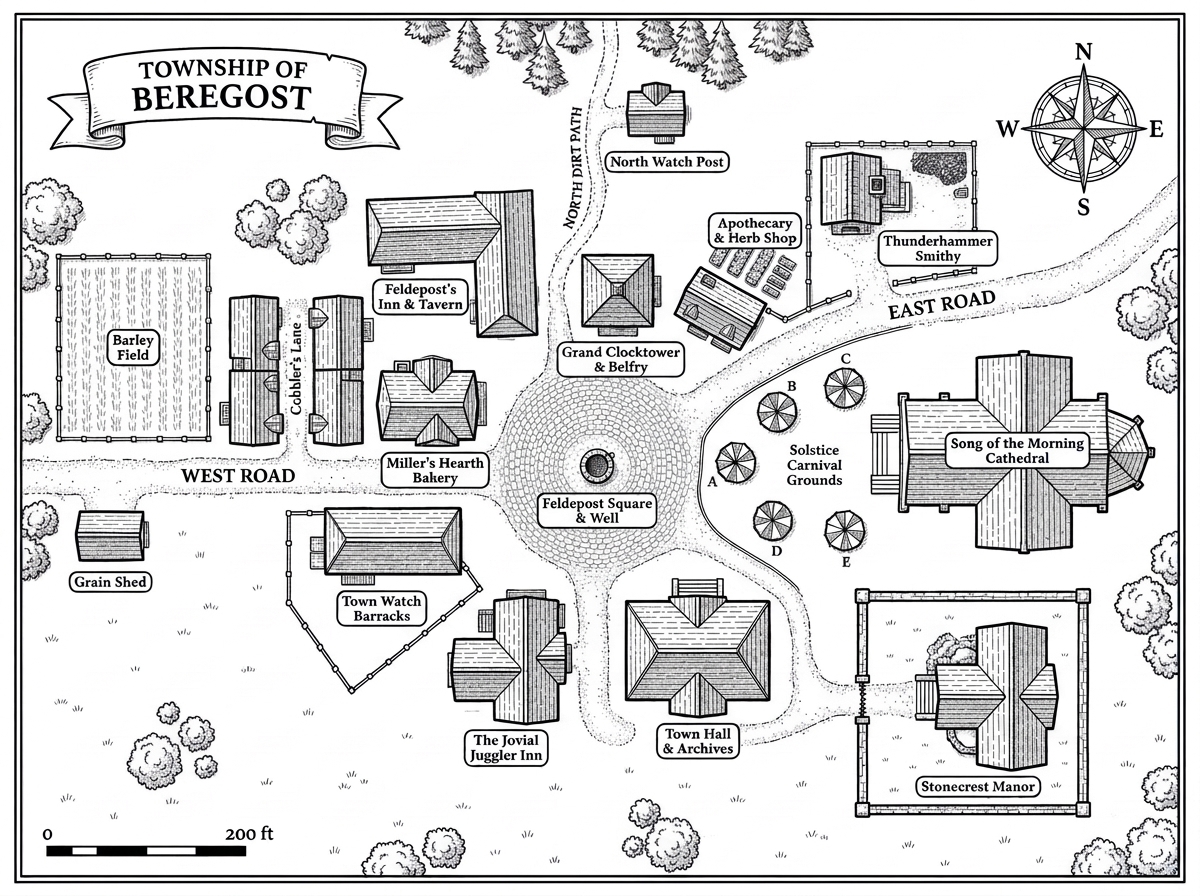 TOWNSHIP OF
BEREGOST
N
W
E
S
NORTH DIRT PATH
North Watch Post
Apothecary
& Herb Shop
Thunderhammer
Smithy
Feldepost's
Inn & Tavern
EAST ROAD
Barley
Field
Cobbler's Lane
Grand Clocktower
& Belfry
C
B
A
D
E
Solstice
Carnival
Grounds
Song of the Morning
Cathedral
Miller's Hearth
Bakery
WEST ROAD
Feldepost Square
& Well
Grain Shed
Town Watch
Barracks
The Jovial
Juggler Inn
Town Hall
& Archives
Stonecrest Manor
0 200 ft